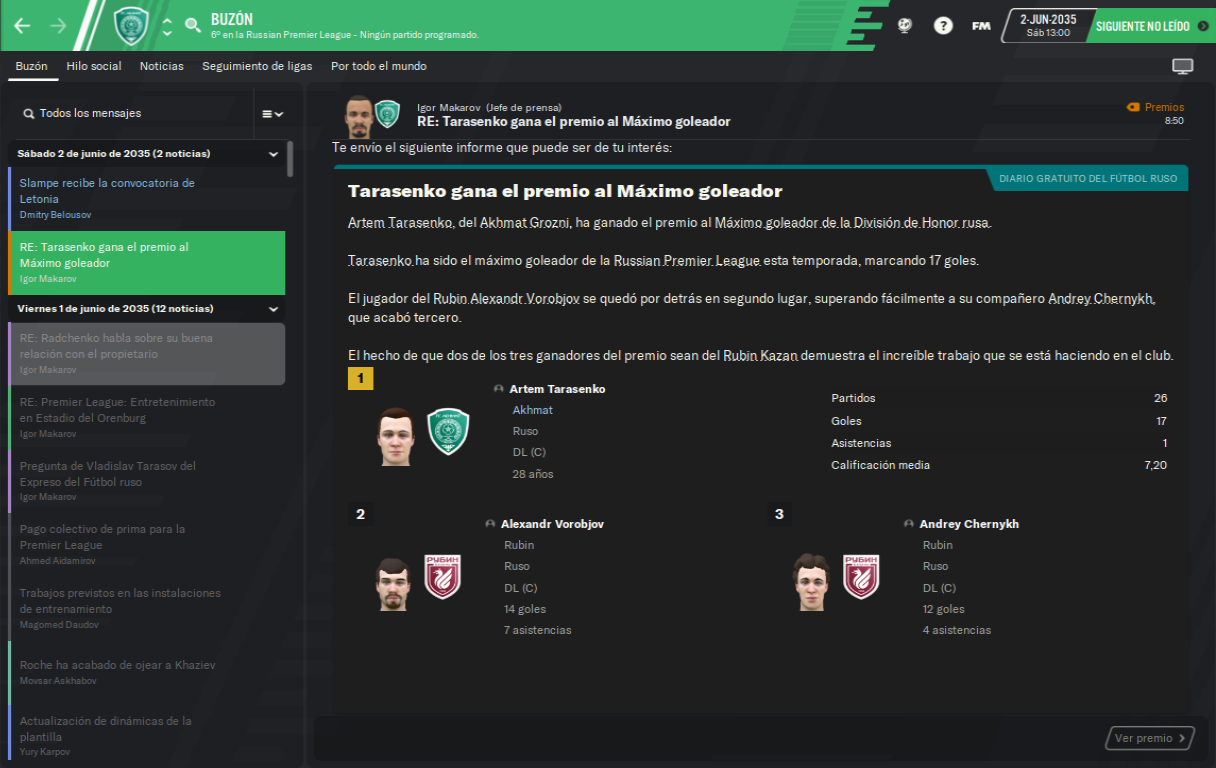 BUZÓN
6º en la Russian Premier League - Ningún partido programado.
FM
2-JUN-2035
Sáb 13:00
SIGUIENTE NO LEÍDO
Buzón
Hilo social
Noticias
Seguimiento de ligas
Por todo el mundo
Todos los mensajes
Sábado 2 de junio de 2035 (2 noticias)
Slampe recibe la convocatoria de
Letonia
Dmitry Belousov
RE: Tarasenko gana el premio al
Máximo goleador
Igor Makarov
Viernes 1 de junio de 2035 (12 noticias)
RE: Radchenko habla sobre su buena
relación con el propietario
Igor Makarov
RE: Premier League: Entretenimiento
en Estadio del Orenburg
Igor Makarov
Pregunta de Vladislav Tarasov del
Expreso del Fútbol ruso
Igor Makarov
Pago colectivo de prima para la
Premier League
Ahmed Aidamirov
Trabajos previstos en las instalaciones
de entrenamiento
Magomed Daudov
Roche ha acabado de ojear a Khaziev
Movsar Askhabov
Actualización de dinámicas de la
plantilla
Yury Karpov
Igor Makarov (Jefe de prensa)
RE: Tarasenko gana el premio al Máximo goleador
Premios
8:50
Te envío el siguiente informe que puede ser de tu interés:
DIARIO GRATUITO DEL FÚTBOL RUSO
Tarasenko gana el premio al Máximo goleador
Artem Tarasenko, del Akhmat Grozni, ha ganado el premio al Máximo goleador de la División de Honor rusa.
Tarasenko ha sido el máximo goleador de la Russian Premier League esta temporada, marcando 17 goles.
El jugador del Rubin Alexandr Vorobjov se quedó por detrás en segundo lugar, superando fácilmente a su compañero Andrey Chernykh,
que acabó tercero.
El hecho de que dos de los tres ganadores del premio sean del Rubin Kazan demuestra el increíble trabajo que se está haciendo en el club.
1
Artem Tarasenko
Akhmat
Ruso
DL (C)
28 años
Partidos 26
Goles 17
Asistencias 1
Calificación media 7,20
2
Alexandr Vorobjov
РУБИН
Rubin
Ruso
DL (C)
14 goles
7 asistencias
3
Andrey Chernykh
РУБИН
Rubin
Ruso
DL (C)
12 goles
4 asistencias
Ver premio